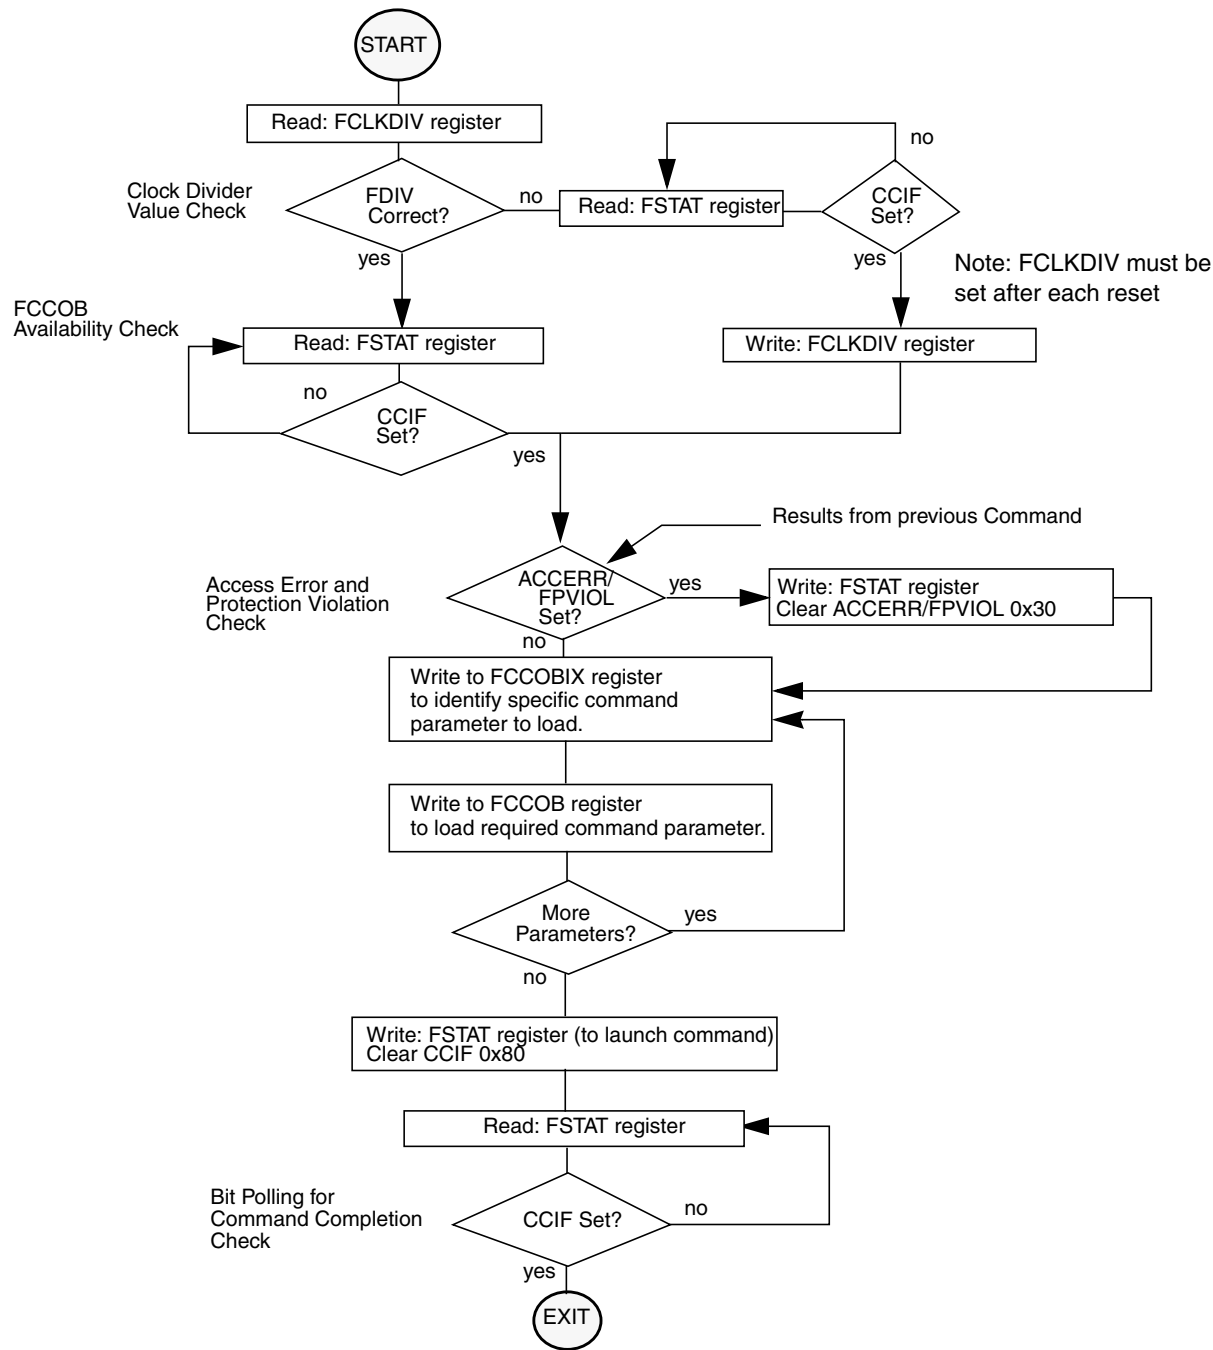 START
Read: FCLKDIV register
no
Clock Divider
Value Check
FDIV
Correct?
no
Read: FSTAT register
CCIF
Set?
yes
yes
Note: FCLKDIV must be
set after each reset
FCCOB
Availability Check
Read: FSTAT register
Write: FCLKDIV register
no
CCIF
Set?
yes
Results from previous Command
Access Error and
Protection Violation
Check
ACCERR/
FPVIOL
Set?
yes
Write: FSTAT register
Clear ACCERR/FPVIOL 0x30
no
Write to FCCOBIX register
to identify specific command
parameter to load.
Write to FCCOB register
to load required command parameter.
More
Parameters?
yes
no
Write: FSTAT register (to launch command)
Clear CCIF 0x80
Read: FSTAT register
Bit Polling for
Command Completion
Check
CCIF Set?
no
yes
EXIT